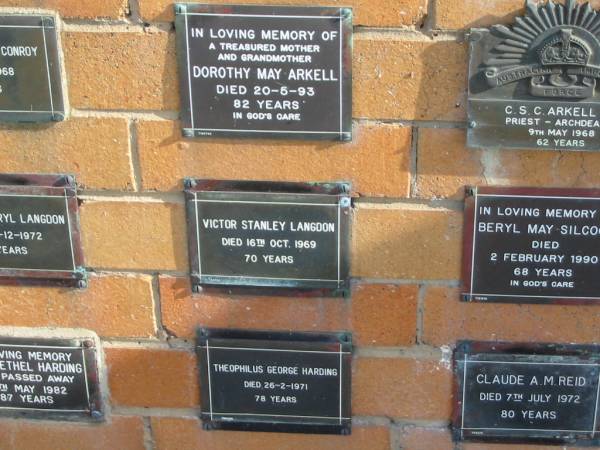 CONROY
968
IN LOVING MEMORY OF
A TREASURED MOTHER
AND GRANDMOTHER
DOROTHY MAY ARKELL
DIED 20-5-93
82 YEARS
IN GOD'S CARE
AUSTRALIAN
FORCE
C.S.C. ARKELL
PRIEST - ARCHDEA
9TH MAY 1968
62 YEARS
RYL LANGDON
-12-1972
YEARS
VICTOR STANLEY LANGDON
DIED 16TH OCT. 1969
70 YEARS
IN LOVING MEMORY
BERYL MAY SILCO
DIED
2 FEBRUARY 1990
68 YEARS
IN GOD'S CARE
VING MEMORY
ETHEL HARDING
PASSED AWAY
TH MAY 1982
87 YEARS
THEOPHILUS GEORGE HARDING
DIED 26-2-1971
78 YEARS
CLAUDE A.M. REID
DIED 7TH JULY 1972
80 YEARS